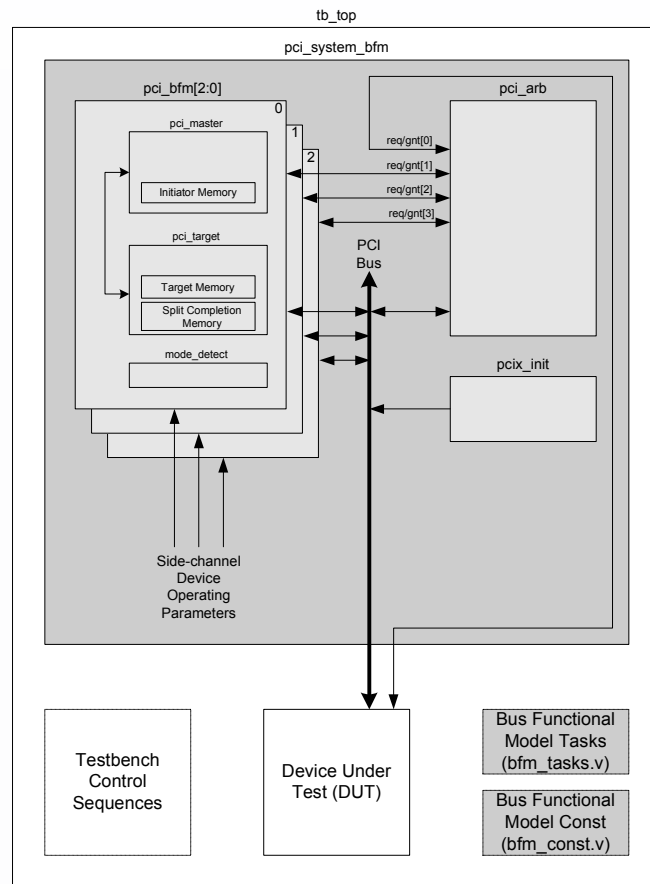 tb_top
pci_system_bfm
pci_bfm[2:0]
0
1
2
pci_master
Initiator Memory
pci_target
Target Memory
Split Completion
Memory
mode_detect
pci_arb
req/gnt[0]
req/gnt[1]
req/gnt[2]
req/gnt[3]
PCI
Bus
pcix_init
Side-channel
Device
Operating
Parameters
Testbench
Control
Sequences
Device Under
Test (DUT)
Bus Functional
Model Tasks
(bfm_tasks.v)
Bus Functional
Model Const
(bfm_const.v)